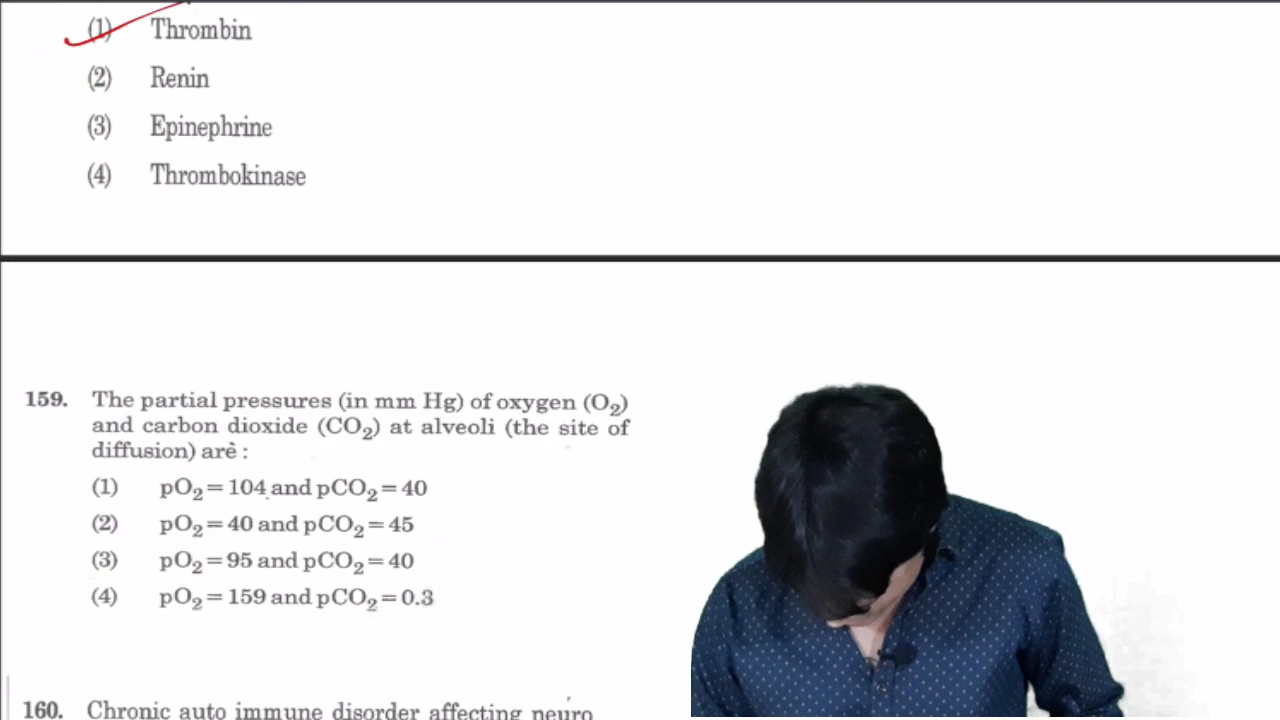 (1) Thrombin
(2) Renin
(3) Epinephrine
(4) Thrombokinase
159. The partial pressures (in mm Hg) of oxygen (O₂)
and carbon dioxide (CO₂) at alveoli (the site of
diffusion) are :
(1) pO₂ = 104 and pCO₂ = 40
(2) pO₂ = 40 and pCO₂ = 45
(3) pO₂ = 95 and pCO₂ = 40
(4) pO₂ = 159 and pCO₂ = 0.3
160. Chronic auto immune disorder affecting neuro